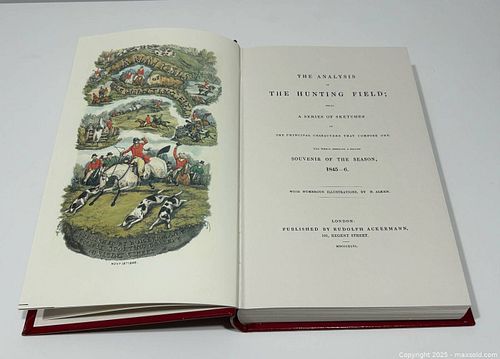 THE ANALYSIS
OF
THE HUNTING FIELD;
BEING
A SERIES OF SKETCHES
OF
THE PRINCIPAL CHARACTERS THAT COMPOSE ONE.
THE WHOLE FORMING A SLIGHT
SOUVENIR OF THE SEASON,
1845-6.
WITH NUMEROUS ILLUSTRATIONS, BY H. ALKEN.
LONDON:
PUBLISHED BY RUDOLPH ACKERMANN,
191, REGENT STREET.
MDCCCXLVI.
Copyright 2025 - maxsold.com